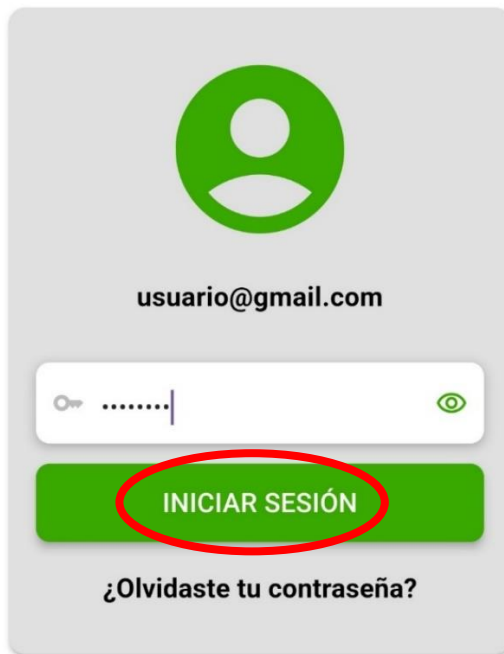 usuario@gmail.com
••••••••
INICIAR SESIÓN
¿Olvidaste tu contraseña?